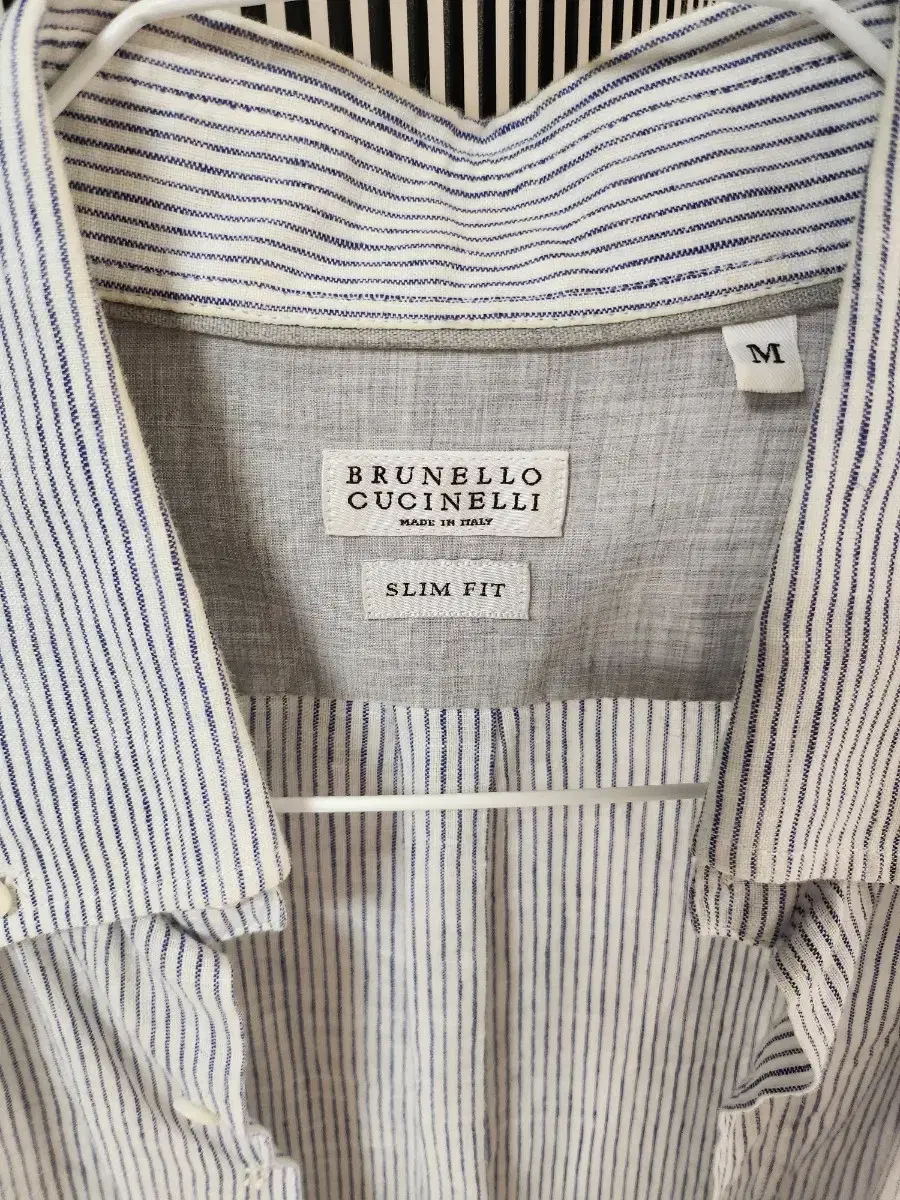 M
BRUNELLO
CUCINELLI
MADE IN ITALY
SLIM FIT